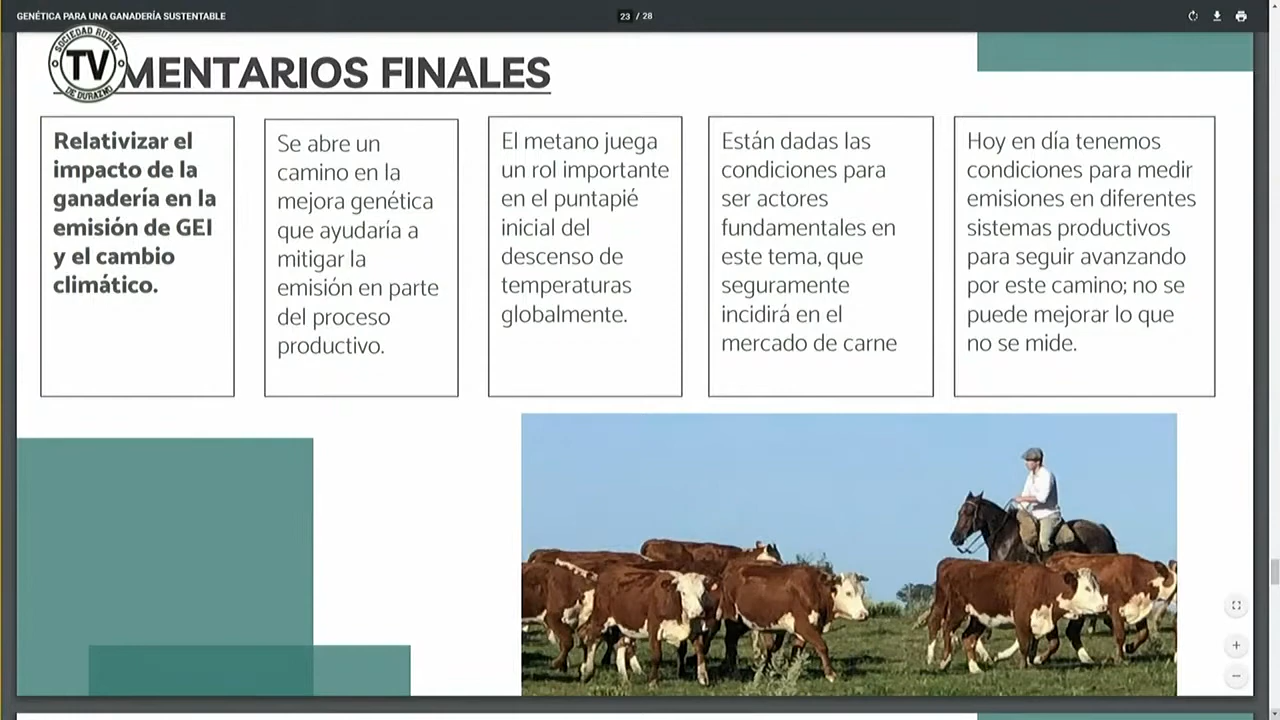 GENÉTICA PARA UNA GANADERÍA SUSTENTABLE
23 / 28
SOCIEDAD RURAL
TV
DE DURAZNO
MENTARIOS FINALES
Relativizar el
impacto de la
ganadería en la
emisión de GEI
y el cambio
climático.
Se abre un
camino en la
mejora genética
que ayudaría a
mitigar la
emisión en parte
del proceso
productivo.
El metano juega
un rol importante
en el puntapié
inicial del
descenso de
temperaturas
globalmente.
Están dadas las
condiciones para
ser actores
fundamentales en
este tema, que
seguramente
incidirá en el
mercado de carne
Hoy en día tenemos
condiciones para medir
emisiones en diferentes
sistemas productivos
para seguir avanzando
por este camino; no se
puede mejorar lo que
no se mide.